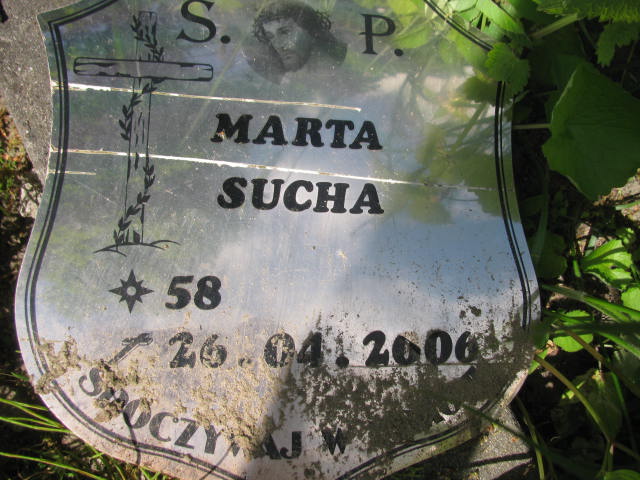 S. P.
MARTA
SUCHA
58
26.04.2006
SPOCZYWAJ W